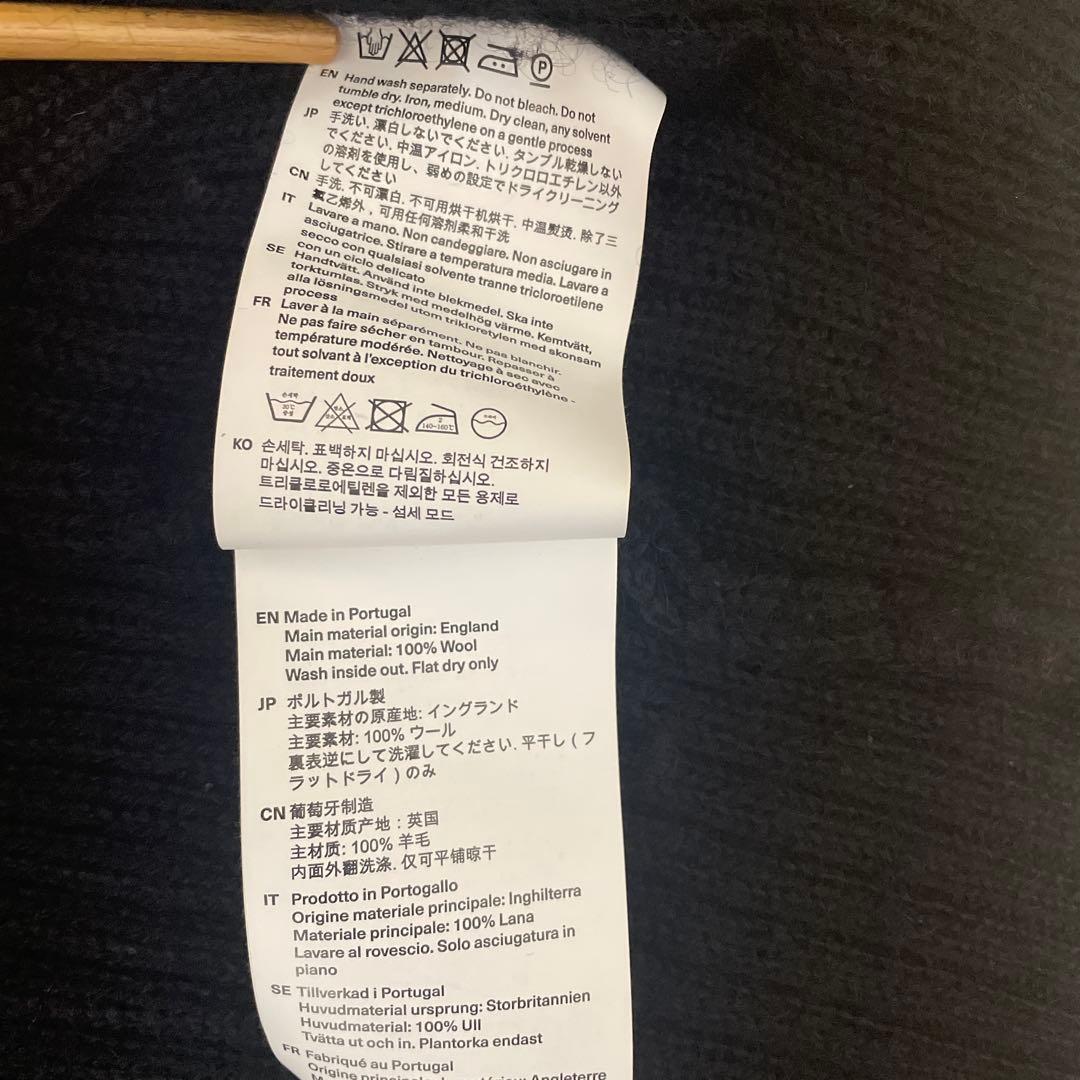 P
EN Hand wash separately. Do not bleach. Do not
tumble dry. Iron, medium. Dry clean, any solvent
except trichloroethylene on a gentle process
JP 手洗い. 漂白しないでください. タンブル乾燥しない
でください. 中温アイロン. トリクロロエチレン以外
の溶剤を使用し、弱めの設定でドライクリーニング
してください
CN 手洗. 不可漂白. 不可用烘干机烘干. 中温熨烫. 除了三
氯乙烯外，可用任何溶剂柔和干洗
IT Lavare a mano. Non candeggiare. Non asciugare in
asciugatrice. Stirare a temperatura media. Lavare a
secco con qualsiasi solvente tranne tricloroetilene
con un ciclo delicato
SE Handtvätt. Använd inte blekmedel. Ska inte
torktumlas. Stryk med medelhög värme. Kemtvätt,
alla lösningsmedel utom trikloretylen med skonsam
process
FR Laver à la main séparément. Ne pas blanchir.
Ne pas faire sécher en tambour. Repasser à
température modérée. Nettoyage à sec avec
tout solvant à l'exception du trichloroéthylène -
traitement doux
손세탁
30℃
중성
2
140~160℃
KO 손세탁. 표백하지 마십시오. 회전식 건조하지
마십시오. 중온으로 다림질하십시오.
트리클로로에틸렌을 제외한 모든 용제로
드라이클리닝 가능 - 섬세 모드
EN Made in Portugal
Main material origin: England
Main material: 100% Wool
Wash inside out. Flat dry only
JP ポルトガル製
主要素材の原産地: イングランド
主要素材: 100% ウール
裏表逆にして洗濯してください. 平干し ( フ
ラットドライ ) のみ
CN 葡萄牙制造
主要材质产地：英国
主材质: 100% 羊毛
内面外翻洗涤. 仅可平铺晾干
IT Prodotto in Portogallo
Origine materiale principale: Inghilterra
Materiale principale: 100% Lana
Lavare al rovescio. Solo asciugatura in
piano
SE Tillverkad i Portugal
Huvudmaterial ursprung: Storbritannien
Huvudmaterial: 100% Ull
Tvätta ut och in. Plantorka endast
FR Fabriqué au Portugal
Origine Angleterre